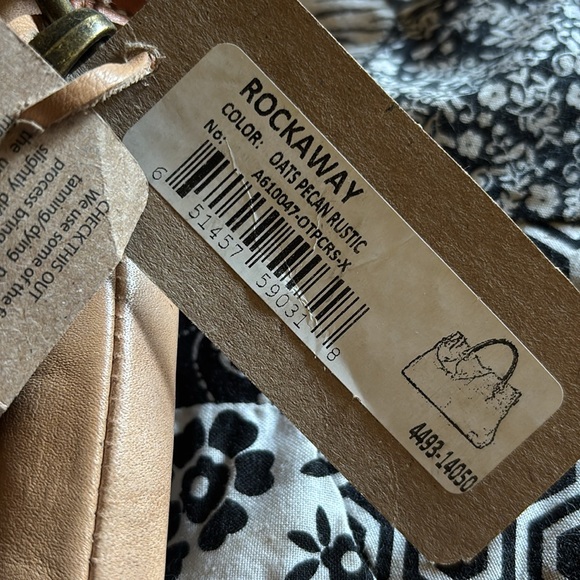 ROCKAWAY
COLOR: OATS PECAN RUSTIC
No: A610047-OTPCRS-X
6 51457 59031 8
4493-14050
CHECK THIS OUT
We use some of the
tanning/dying
process
slightly
the